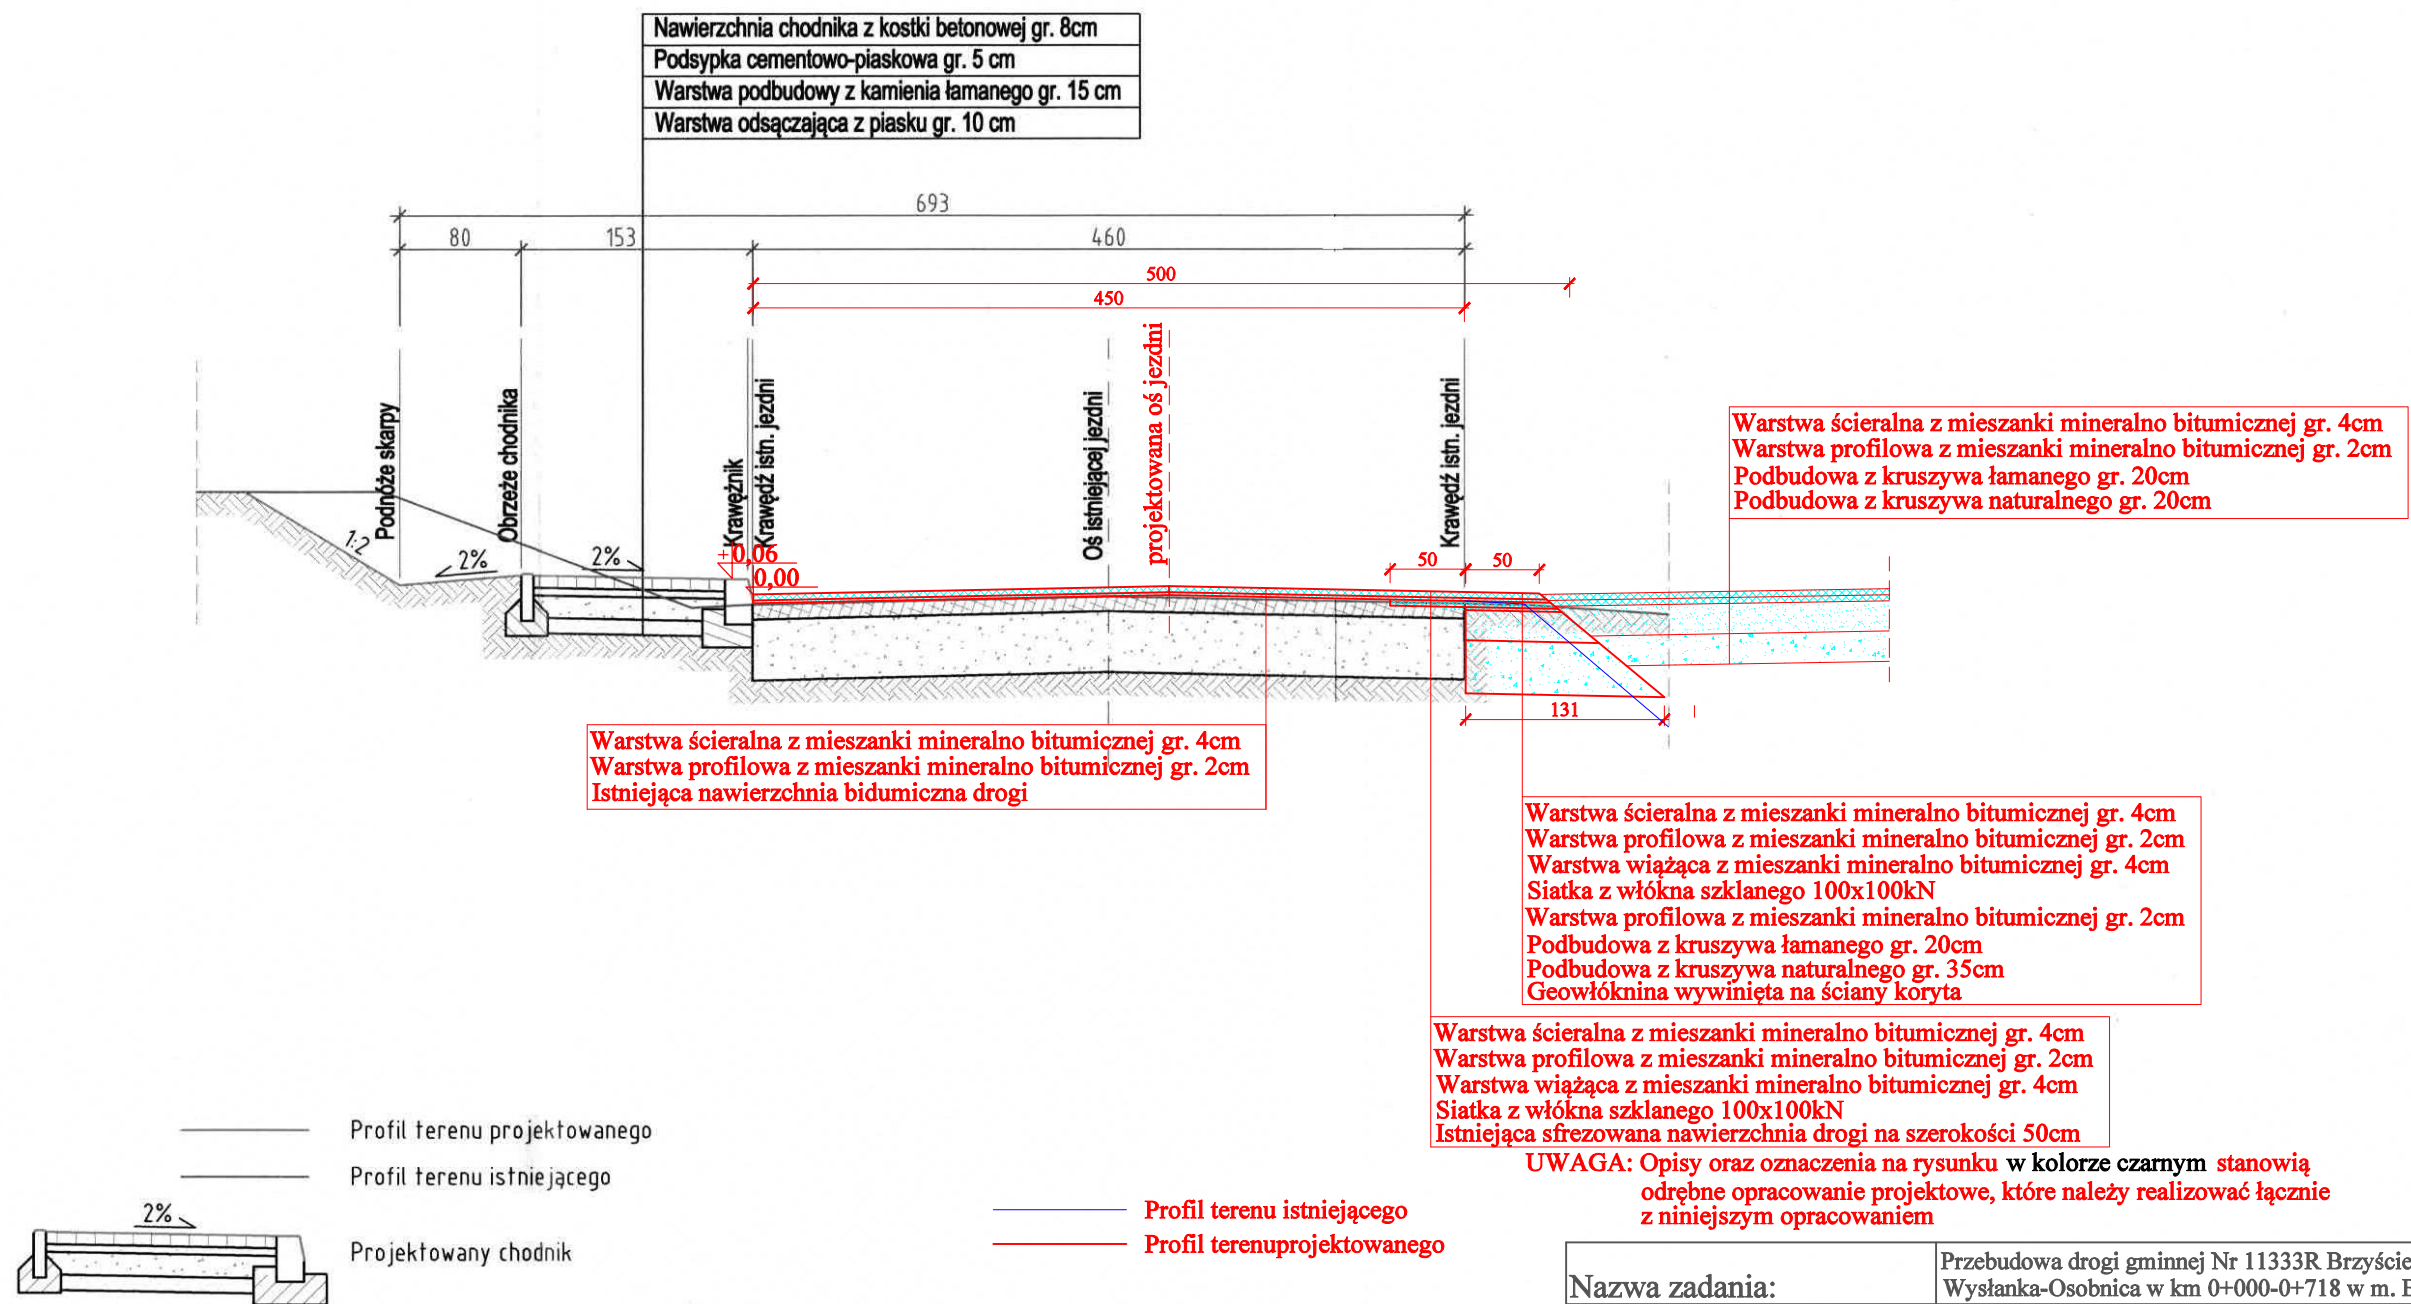 Nawierzchnia chodnika z kostki betonowej gr. 8cm
Podsypka cementowo-piaskowa gr. 5 cm
Warstwa podbudowy z kamienia łamanego gr. 15 cm
Warstwa odsączająca z piasku gr. 10 cm
693
80
153
460
500
450
Podnóże skarpy
Obrzeże chodnika
Krawężnik
Krawędź istn. jezdni
Oś istniejącej jezdni
projektowana oś jezdni
Krawędź istn. jezdni
1:2
2%
2%
+0,06
0,00
50
50
131
Warstwa ścieralna z mieszanki mineralno bitumicznej gr. 4cm
Warstwa profilowa z mieszanki mineralno bitumicznej gr. 2cm
Podbudowa z kruszywa łamanego gr. 20cm
Podbudowa z kruszywa naturalnego gr. 20cm
Warstwa ścieralna z mieszanki mineralno bitumicznej gr. 4cm
Warstwa profilowa z mieszanki mineralno bitumicznej gr. 2cm
Istniejąca nawierzchnia bidumiczna drogi
Warstwa ścieralna z mieszanki mineralno bitumicznej gr. 4cm
Warstwa profilowa z mieszanki mineralno bitumicznej gr. 2cm
Warstwa wiążąca z mieszanki mineralno bitumicznej gr. 4cm
Siatka z włókna szklanego 100x100kN
Warstwa profilowa z mieszanki mineralno bitumicznej gr. 2cm
Podbudowa z kruszywa łamanego gr. 20cm
Podbudowa z kruszywa naturalnego gr. 35cm
Geowłóknina wywinięta na ściany koryta
Warstwa ścieralna z mieszanki mineralno bitumicznej gr. 4cm
Warstwa profilowa z mieszanki mineralno bitumicznej gr. 2cm
Warstwa wiążąca z mieszanki mineralno bitumicznej gr. 4cm
Siatka z włókna szklanego 100x100kN
Istniejąca sfrezowana nawierzchnia drogi na szerokości 50cm
UWAGA: Opisy oraz oznaczenia na rysunku w kolorze czarnym stanowią
odrębne opracowanie projektowe, które należy realizować łącznie
z niniejszym opracowaniem
Profil terenu projektowanego
Profil terenu istniejącego
2%
Projektowany chodnik
Profil terenu istniejącego
Profil terenuprojektowanego
Nazwa zadania:
Przebudowa drogi gminnej Nr 11333R Brzyście
Wysłanka-Osobnica w km 0+000-0+718 w m.